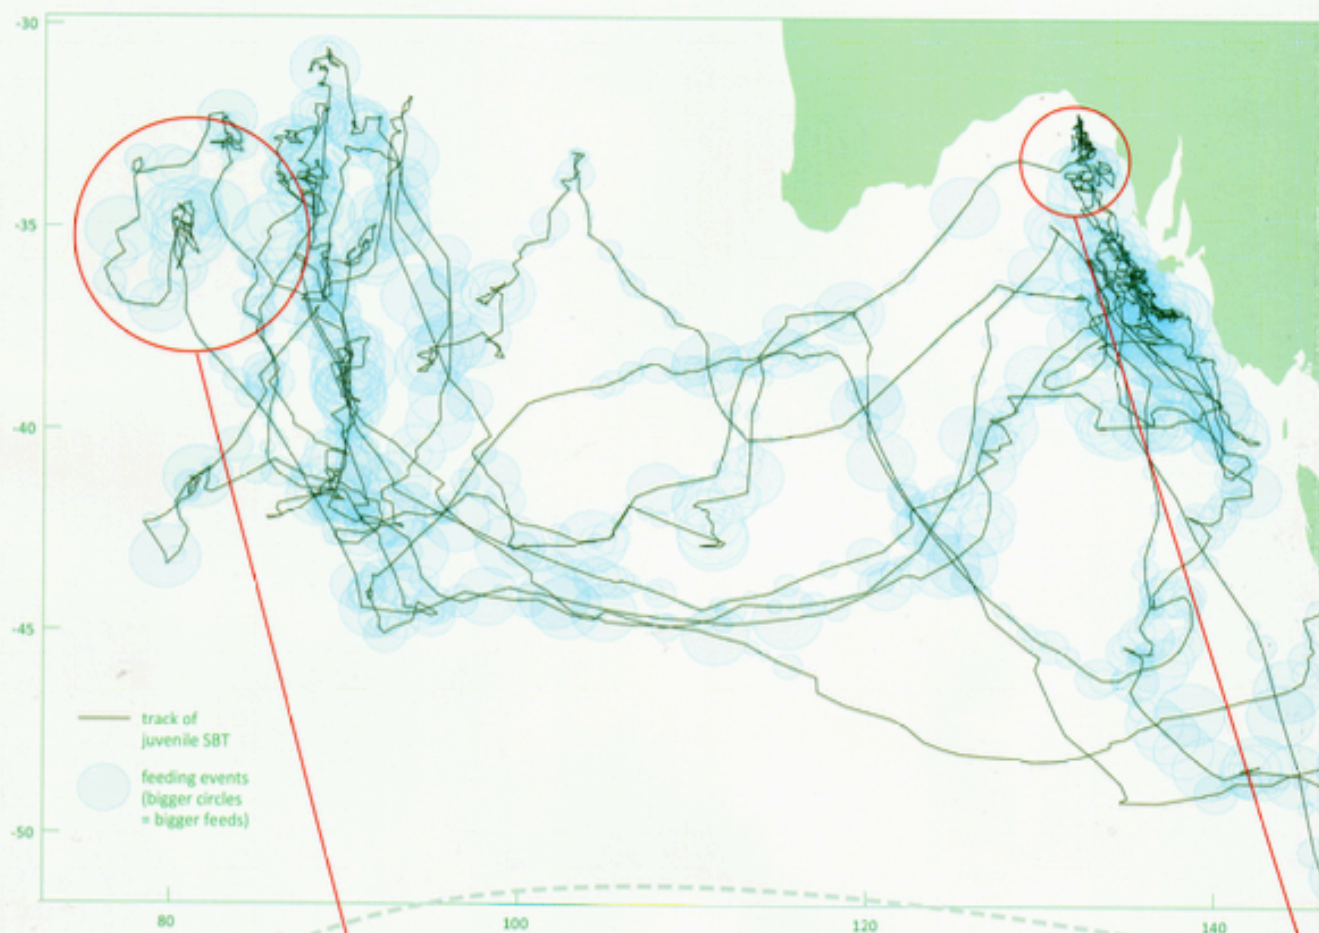 -30
-35
-40
-45
track of
juvenile SBT
feeding events
(bigger circles
= bigger feeds)
-50
80
100
120
140